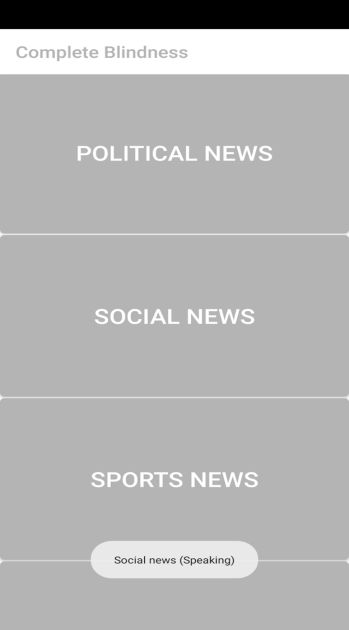 Complete Blindness
POLITICAL NEWS
SOCIAL NEWS
SPORTS NEWS
Social news (Speaking)